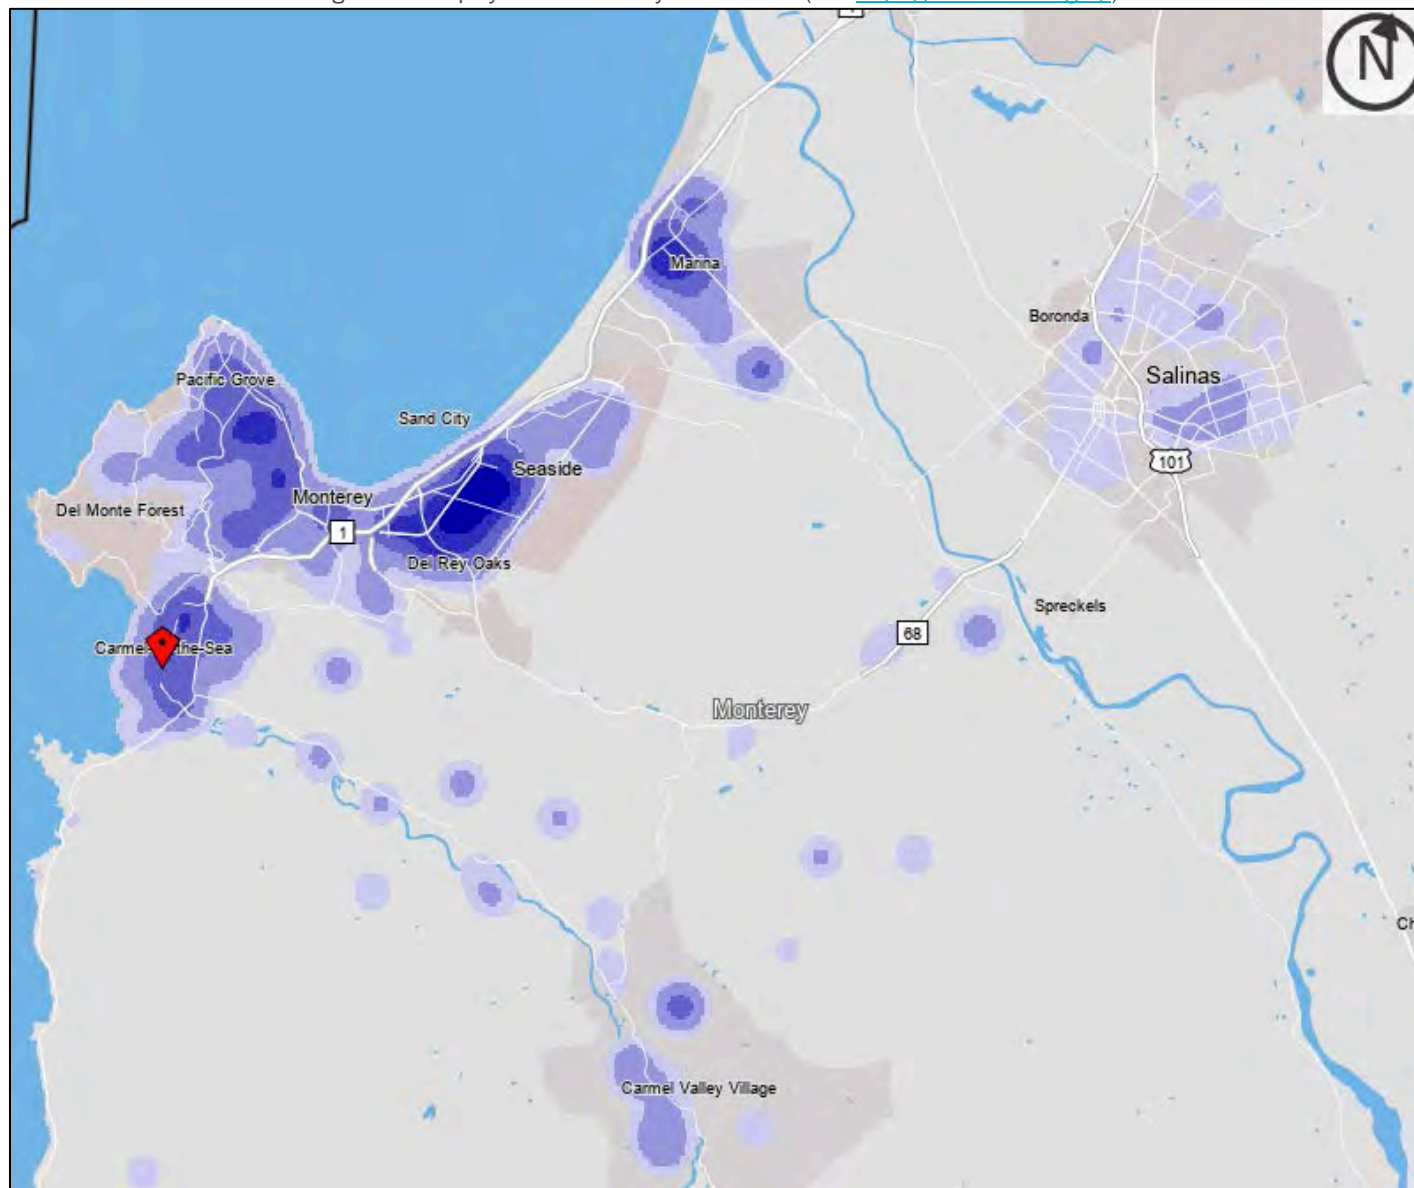 N
Marina
Boronda
Pacific Grove
Salinas
Sand City
Seaside
101
Monterey
Del Monte Forest
1
Del Rey Oaks
Spreckels
68
Monterey
Carmel Valley Village